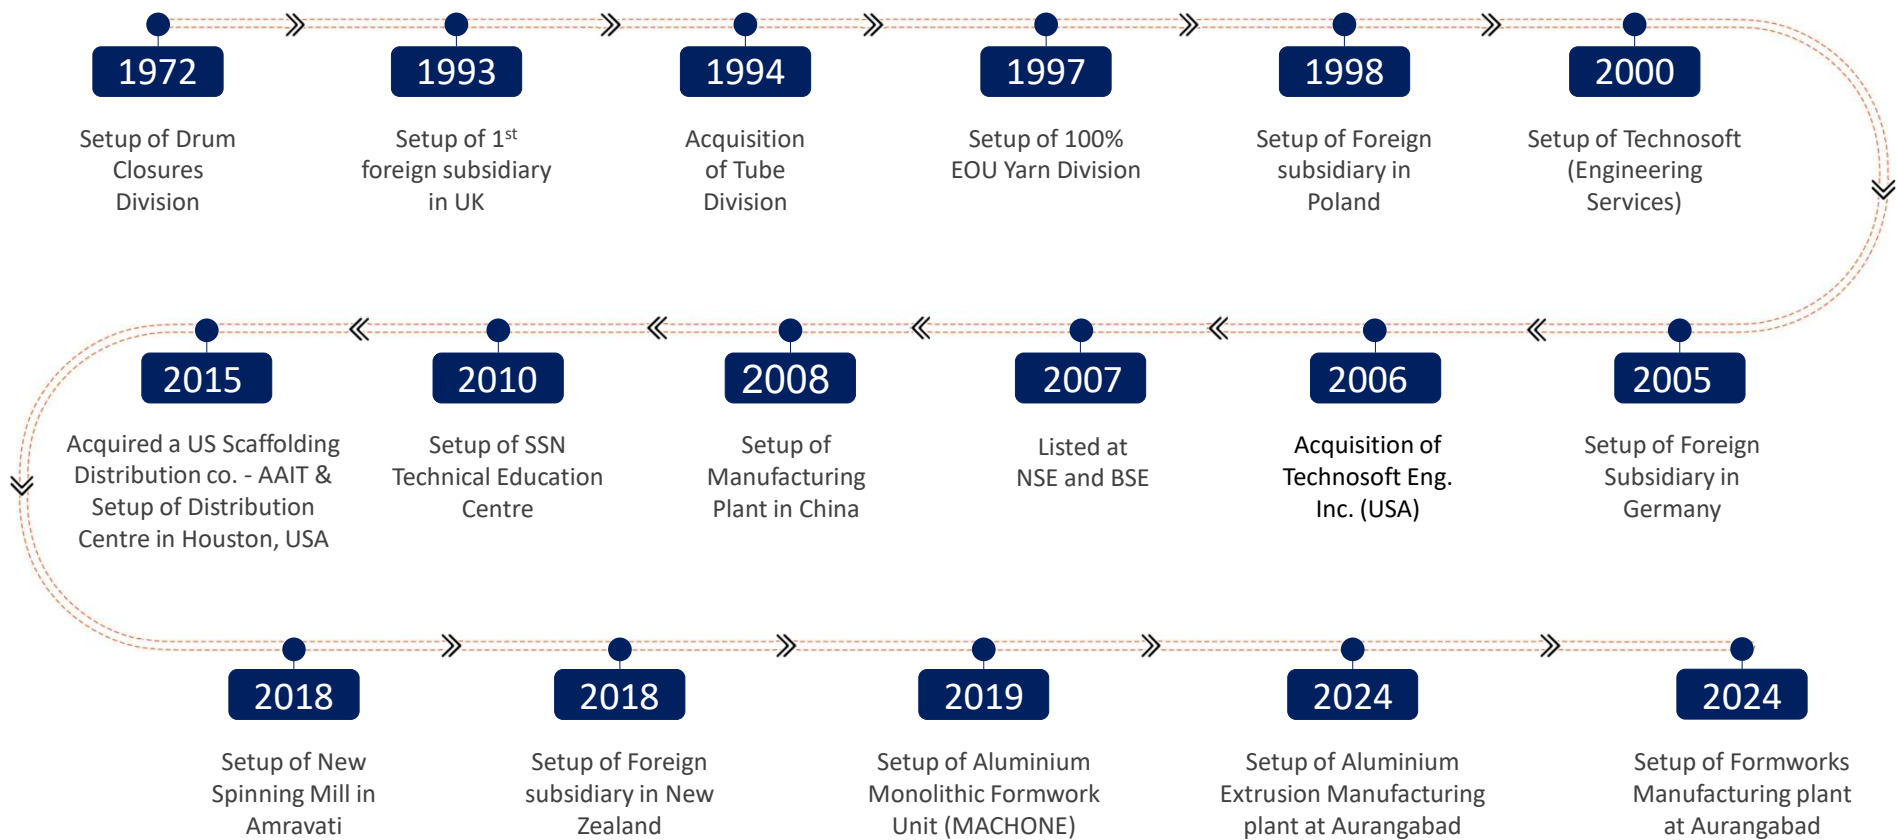 1972
Setup of Drum
Closures
Division
1993
Setup of 1st
foreign subsidiary
in UK
1994
Acquisition
of Tube
Division
1997
Setup of 100%
EOU Yarn Division
1998
Setup of Foreign
subsidiary in
Poland
2000
Setup of Technosoft
(Engineering
Services)
2015
Acquired a US Scaffolding
Distribution co. - AAIT &
Setup of Distribution
Centre in Houston, USA
2010
Setup of SSN
Technical Education
Centre
2008
Setup of
Manufacturing
Plant in China
2007
Listed at
NSE and BSE
2006
Acquisition of
Technosoft Eng.
Inc. (USA)
2005
Setup of Foreign
Subsidiary in
Germany
2018
Setup of New
Spinning Mill in
Amravati
2018
Setup of Foreign
subsidiary in New
Zealand
2019
Setup of Aluminium
Monolithic Formwork
Unit (MACHONE)
2024
Setup of Aluminium
Extrusion Manufacturing
plant at Aurangabad
2024
Setup of Formworks
Manufacturing plant
at Aurangabad